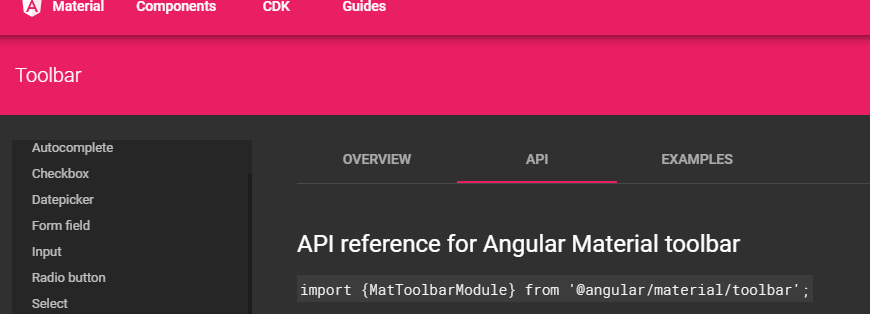 Material Components CDK Guides
Toolbar
Autocomplete
Checkbox
Datepicker
Form field
Input
Radio button
Select
OVERVIEW API EXAMPLES
API reference for Angular Material toolbar
import {MatToolbarModule} from '@angular/material/toolbar';